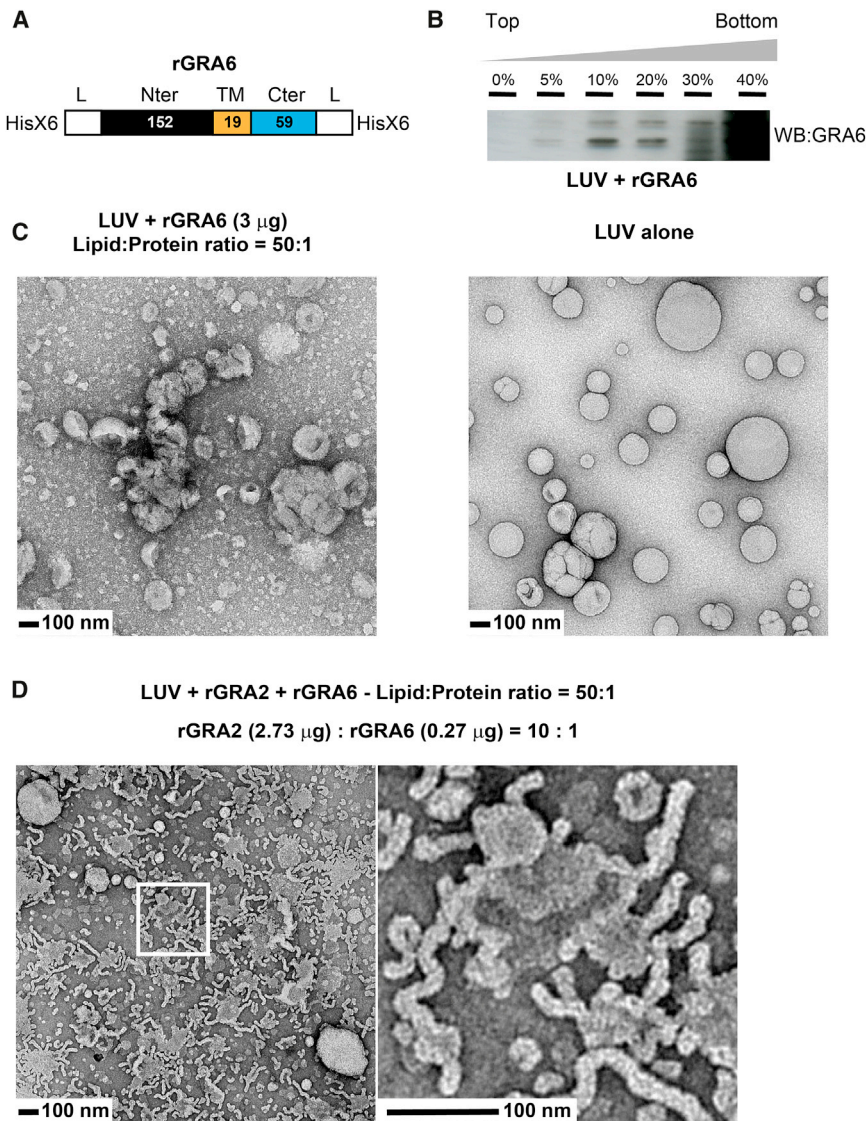 A
rGRA6
L Nter TM Cter L
HisX6 152 19 59 HisX6
B
Top Bottom
0% 5% 10% 20% 30% 40%
WB:GRA6
LUV + rGRA6
C
LUV + rGRA6 (3 μg)
Lipid:Protein ratio = 50:1
LUV alone
100 nm
100 nm
D
LUV + rGRA2 + rGRA6 - Lipid:Protein ratio = 50:1
rGRA2 (2.73 μg) : rGRA6 (0.27 μg) = 10 : 1
100 nm
100 nm